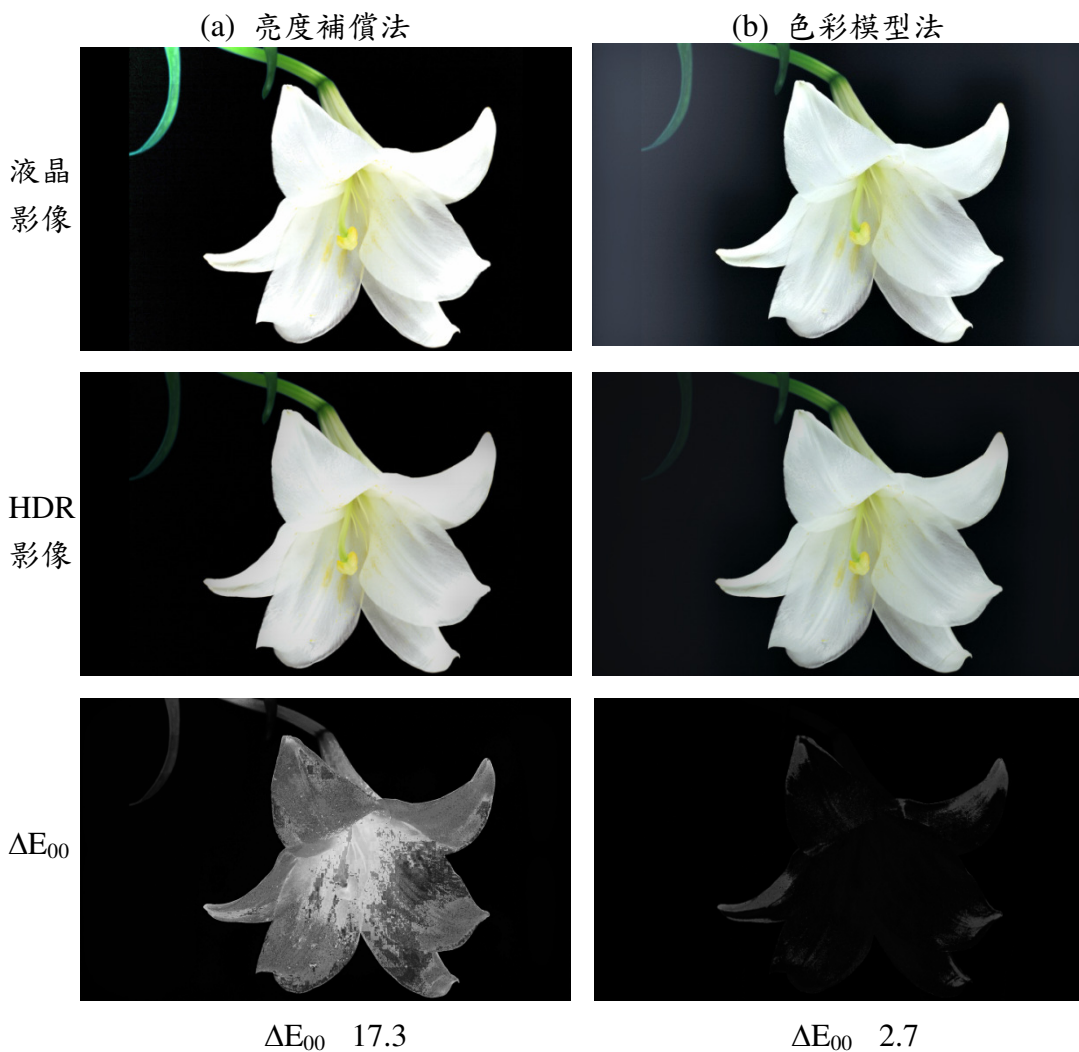 (a) 亮度補償法
(b) 色彩模型法
液晶
影像
HDR
影像
ΔE₀₀
ΔE₀₀ 17.3
ΔE₀₀ 2.7